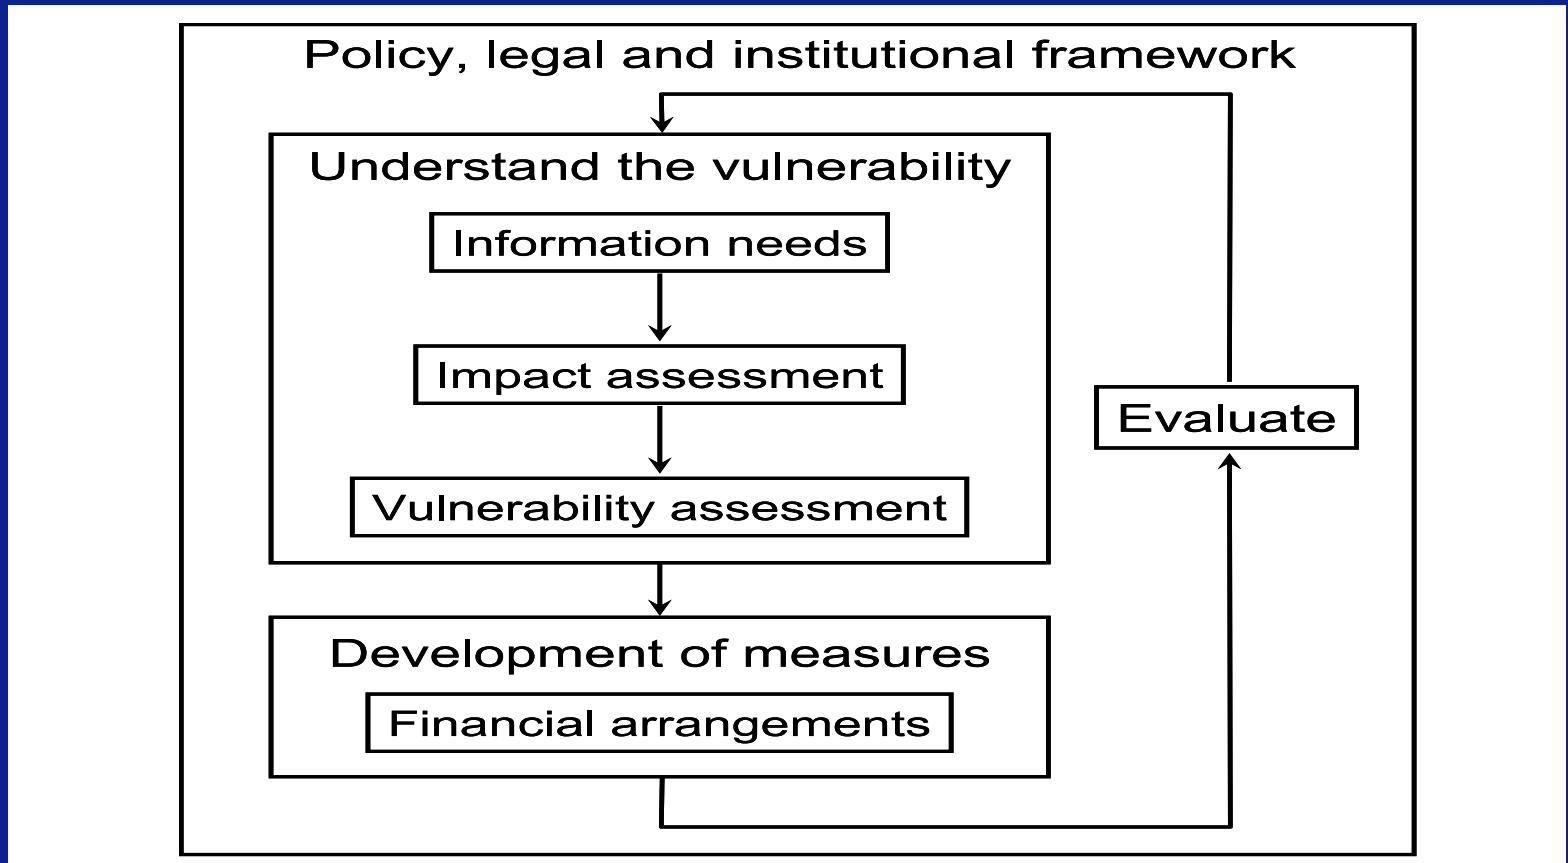 Policy, legal and institutional framework
Understand the vulnerability
Information needs
Impact assessment
Evaluate
Vulnerability assessment
Development of measures
Financial arrangements